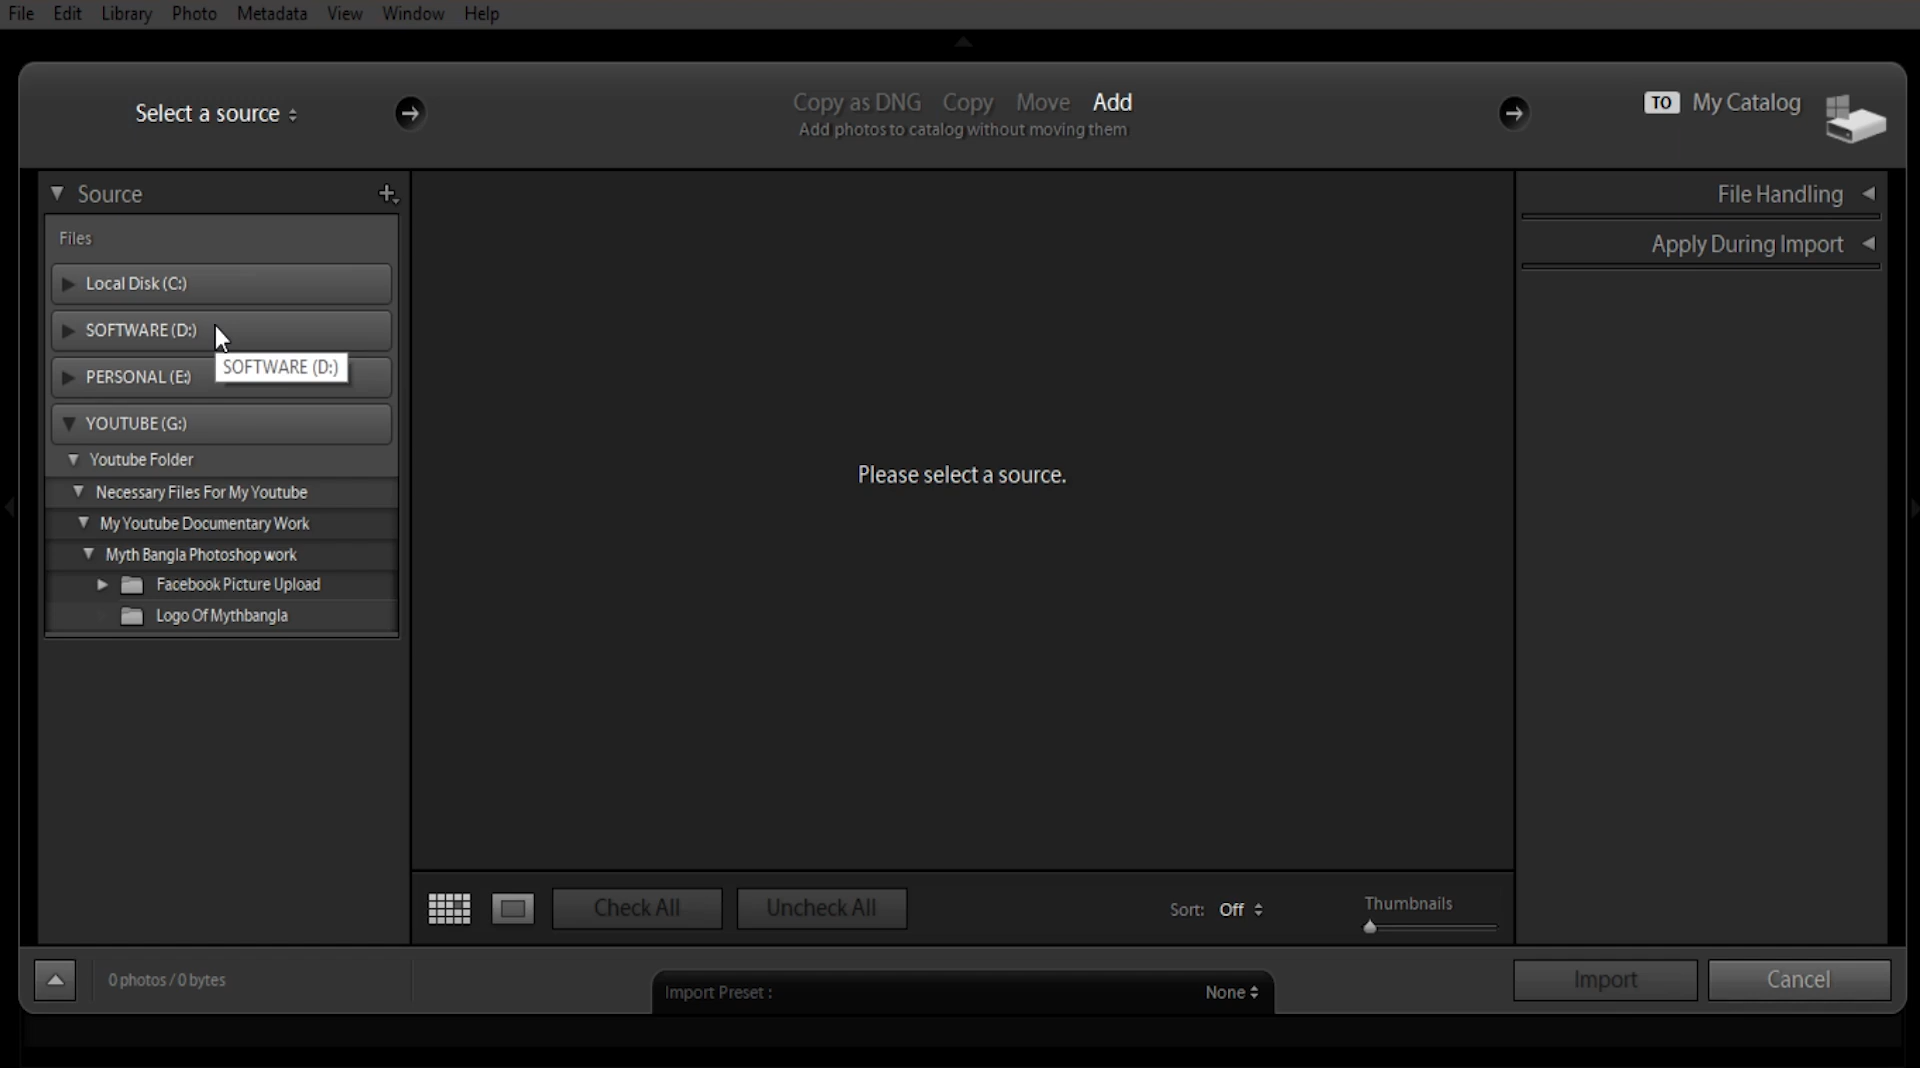 File Edit Library Photo Metadata View Window Help
Select a source
Copy as DNG Copy Move Add
Add photos to catalog without moving them
TO My Catalog
Source
Files
Local Disk (C:)
SOFTWARE (D:)
SOFTWARE (D:)
PERSONAL (E:)
YOUTUBE (G:)
Youtube Folder
Necessary Files For My Youtube
My Youtube Documentary Work
Myth Bangla Photoshop work
Facebook Picture Upload
Logo Of Mythbangla
Please select a source.
File Handling
Apply During Import
Check All Uncheck All
Sort: Off
Thumbnails
0 photos / 0 bytes
Import Preset : None
Import Cancel